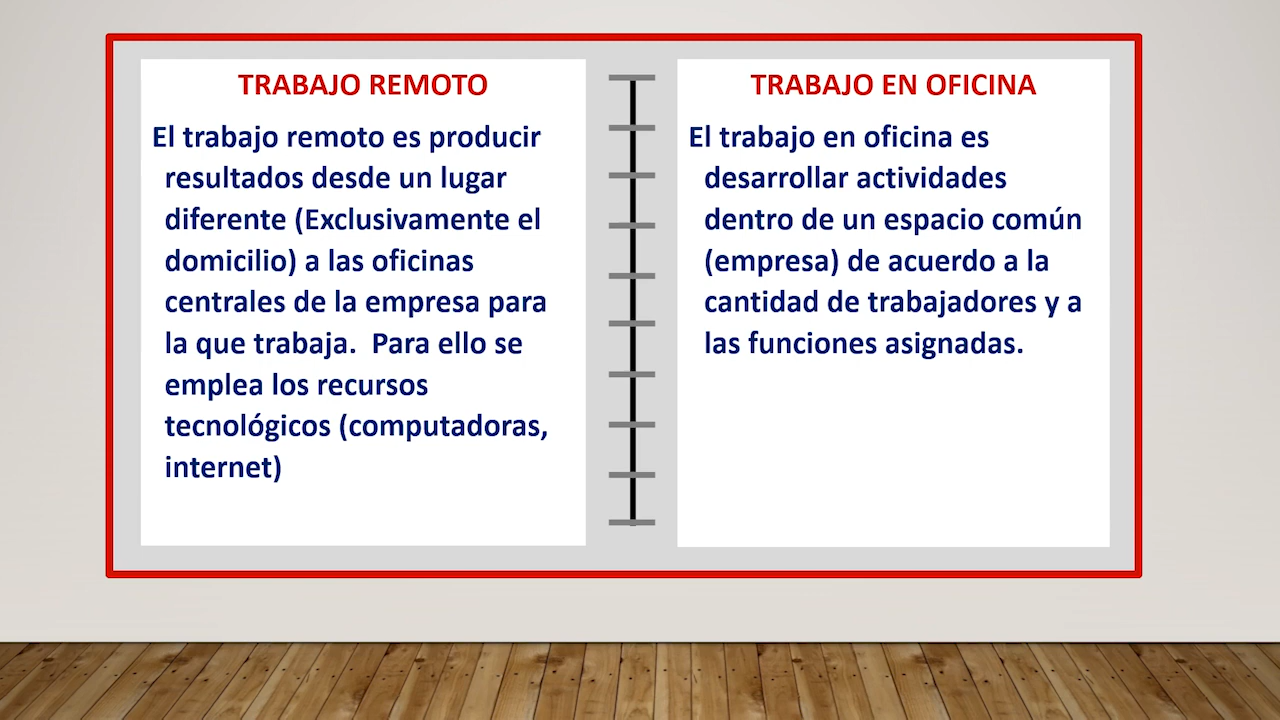 TRABAJO REMOTO
El trabajo remoto es producir
resultados desde un lugar
diferente (Exclusivamente el
domicilio) a las oficinas
centrales de la empresa para
la que trabaja.  Para ello se
emplea los recursos
tecnológicos (computadoras,
internet)
TRABAJO EN OFICINA
El trabajo en oficina es
desarrollar actividades
dentro de un espacio común
(empresa) de acuerdo a la
cantidad de trabajadores y a
las funciones asignadas.